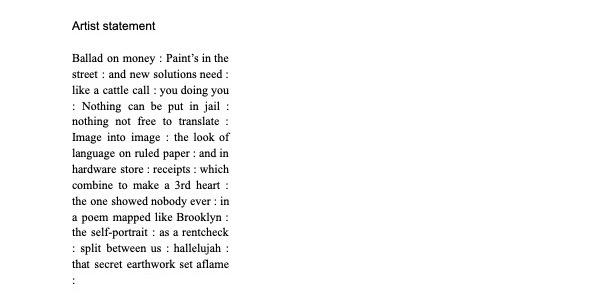 Artist statement
Ballad on money : Paint’s in the
street : and new solutions need :
like a cattle call : you doing you
: Nothing can be put in jail :
nothing not free to translate :
Image into image : the look of
language on ruled paper : and in
hardware store : receipts : which
combine to make a 3rd heart :
the one showed nobody ever : in
a poem mapped like Brooklyn :
the self-portrait : as a rentcheck
: split between us : hallelujah :
that secret earthwork set aflame
: